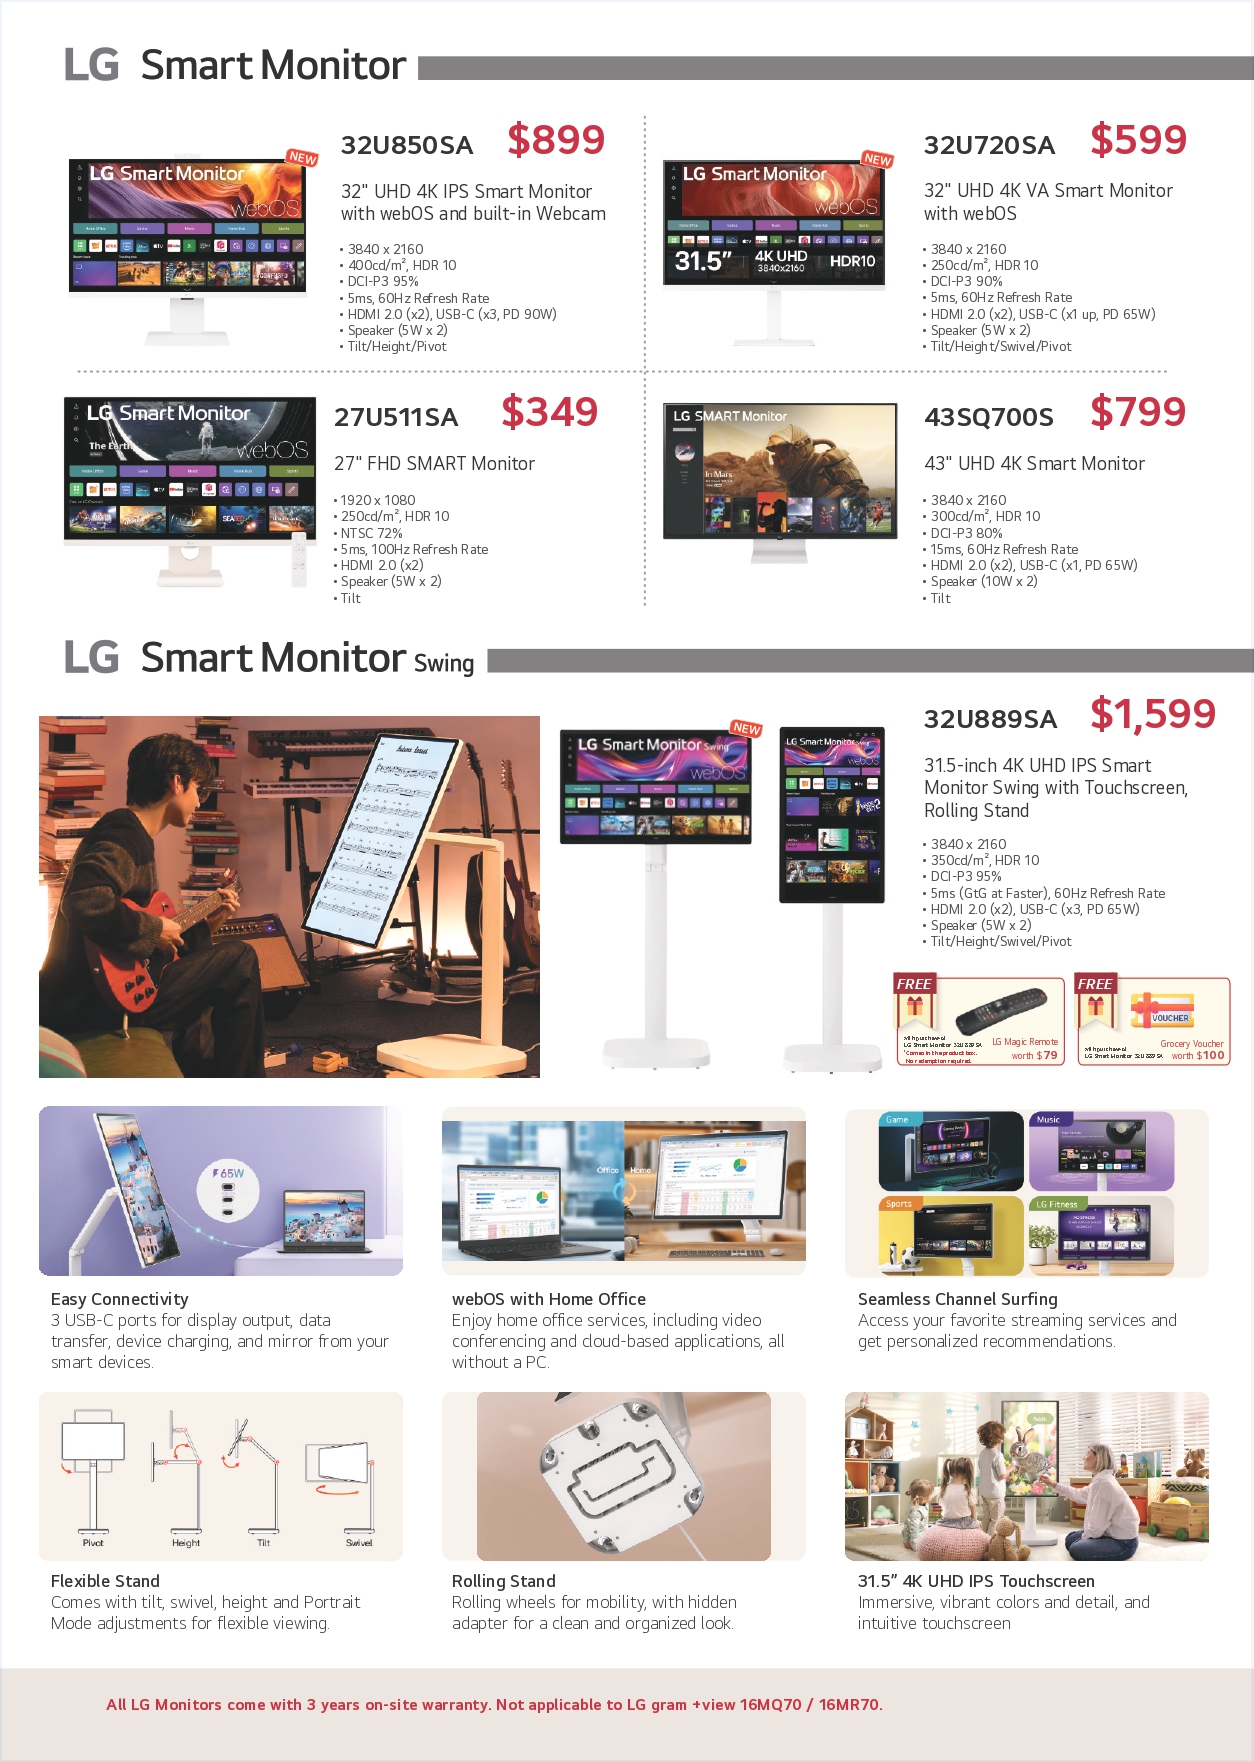 LG Smart Monitor
NEW
LG Smart Monitor
webOS
32U850SA $899
32" UHD 4K IPS Smart Monitor
with webOS and built-in Webcam
• 3840 x 2160
• 400cd/m², HDR 10
• DCI-P3 95%
• 5ms, 60Hz Refresh Rate
• HDMI 2.0 (x2), USB-C (x3, PD 90W)
• Speaker (5W x 2)
• Tilt/Height/Pivot
NEW
LG Smart Monitor
webOS
31.5"
4K UHD
3840x2160
HDR10
32U720SA $599
32" UHD 4K VA Smart Monitor
with webOS
• 3840 x 2160
• 250cd/m², HDR 10
• DCI-P3 90%
• 5ms, 60Hz Refresh Rate
• HDMI 2.0 (x2), USB-C (x1 up, PD 65W)
• Speaker (5W x 2)
• Tilt/Height/Swivel/Pivot
LG Smart Monitor
The Earth
webOS
27U511SA $349
27" FHD SMART Monitor
• 1920 x 1080
• 250cd/m², HDR 10
• NTSC 72%
• 5ms, 100Hz Refresh Rate
• HDMI 2.0 (x2)
• Speaker (5W x 2)
• Tilt
LG SMART Monitor
In Mars
43SQ700S $799
43" UHD 4K Smart Monitor
• 3840 x 2160
• 300cd/m², HDR 10
• DCI-P3 80%
• 15ms, 60Hz Refresh Rate
• HDMI 2.0 (x2), USB-C (x1, PD 65W)
• Speaker (10W x 2)
• Tilt
LG Smart Monitor Swing
NEW
LG Smart Monitor Swing
webOS
LG Smart Monitor Swing
webOS
32U889SA $1,599
31.5-inch 4K UHD IPS Smart
Monitor Swing with Touchscreen,
Rolling Stand
• 3840 x 2160
• 350cd/m², HDR 10
• DCI-P3 95%
• 5ms (GtG at Faster), 60Hz Refresh Rate
• HDMI 2.0 (x2), USB-C (x3, PD 65W)
• Speaker (5W x 2)
• Tilt/Height/Swivel/Pivot
FREE
With purchase of
LG Smart Monitor 32U889SA
*Comes in the product box.
No redemption required.
LG Magic Remote
worth $79
FREE
VOUCHER
With purchase of
LG Smart Monitor 32U889SA
Grocery Voucher
worth $100
65W
Easy Connectivity
3 USB-C ports for display output, data
transfer, device charging, and mirror from your
smart devices.
Office Home
webOS with Home Office
Enjoy home office services, including video
conferencing and cloud-based applications, all
without a PC.
Game
Music
Sports
LG Fitness
Seamless Channel Surfing
Access your favorite streaming services and
get personalized recommendations.
Pivot Height Tilt Swivel
Flexible Stand
Comes with tilt, swivel, height and Portrait
Mode adjustments for flexible viewing.
Rolling Stand
Rolling wheels for mobility, with hidden
adapter for a clean and organized look.
31.5” 4K UHD IPS Touchscreen
Immersive, vibrant colors and detail, and
intuitive touchscreen
All LG Monitors come with 3 years on-site warranty. Not applicable to LG gram +view 16MQ70 / 16MR70.